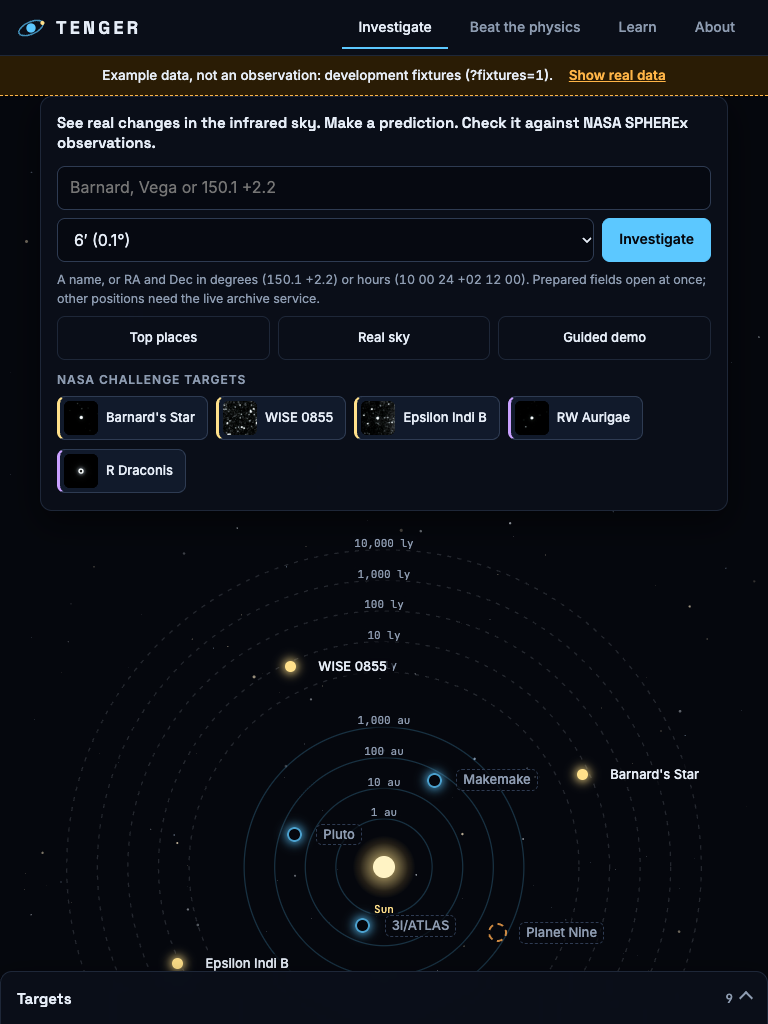 TENGER
Investigate
Beat the physics
Learn
About
Example data, not an observation: development fixtures (?fixtures=1). Show real data
See real changes in the infrared sky. Make a prediction. Check it against NASA SPHEREx
observations.
Barnard, Vega or 150.1 +2.2
6′ (0.1°)
Investigate
A name, or RA and Dec in degrees (150.1 +2.2) or hours (10 00 24 +02 12 00). Prepared fields open at once;
other positions need the live archive service.
Top places
Real sky
Guided demo
NASA CHALLENGE TARGETS
Barnard's Star
WISE 0855
Epsilon Indi B
RW Aurigae
R Draconis
10,000 ly
1,000 ly
100 ly
10 ly
WISE 0855
1,000 au
100 au
Makemake
Barnard's Star
10 au
1 au
Pluto
Sun
3I/ATLAS
Planet Nine
Epsilon Indi B
Targets
9